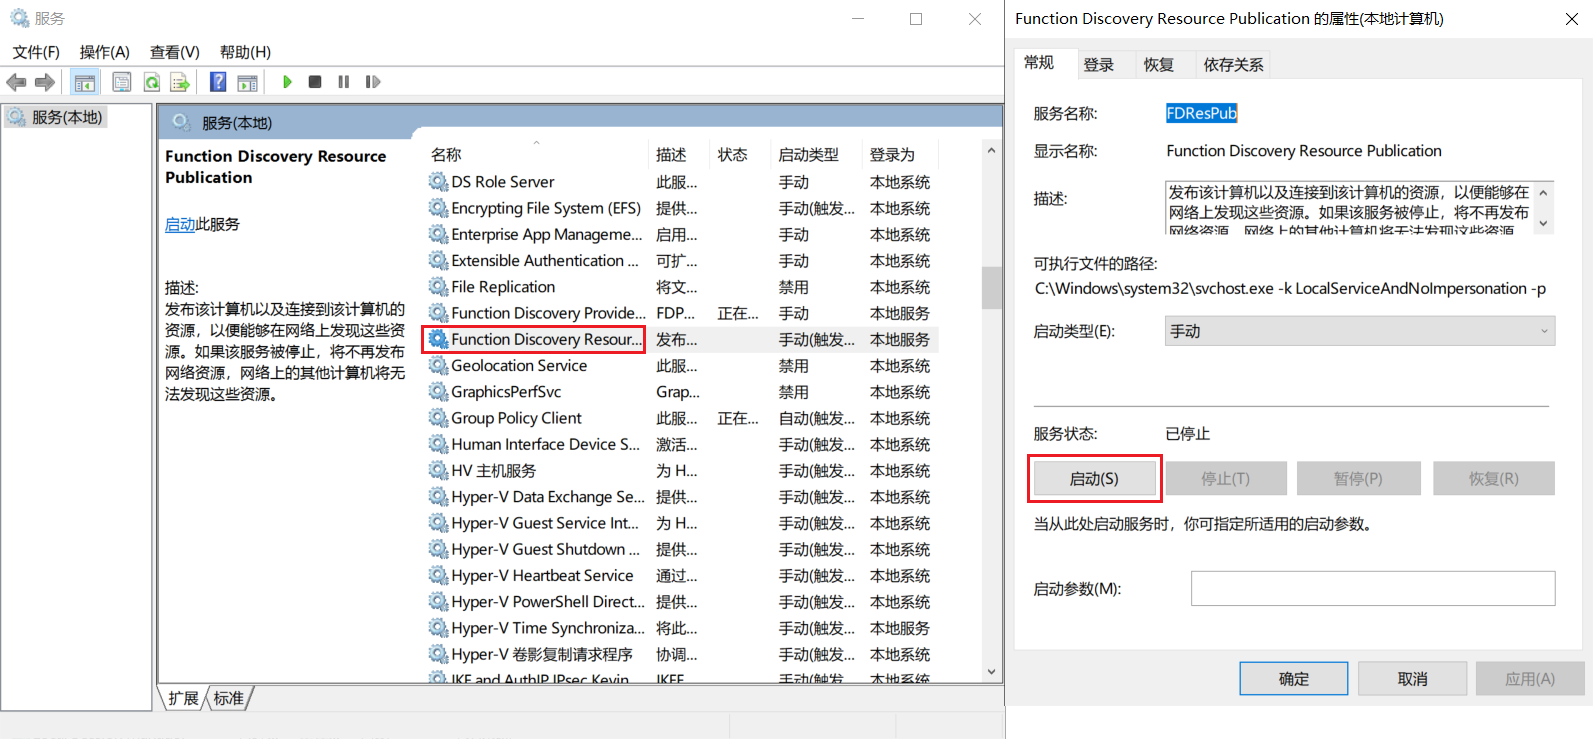 服务
文件(F) 操作(A) 查看(V) 帮助(H)
服务(本地)
服务(本地)
Function Discovery Resource
Publication
启动此服务
描述:
发布该计算机以及连接到该计算机的
资源，以便能够在网络上发现这些资
源。如果该服务被停止，将不再发布
网络资源，网络上的其他计算机将无
法发现这些资源。
名称 描述 状态 启动类型 登录为
DS Role Server 此服... 手动 本地系统
Encrypting File System (EFS) 提供... 手动(触发... 本地系统
Enterprise App Manageme... 启用... 手动 本地系统
Extensible Authentication ... 可扩... 手动 本地系统
File Replication 将文... 禁用 本地系统
Function Discovery Provide... FDP... 正在... 手动 本地服务
Function Discovery Resour... 发布... 手动(触发... 本地服务
Geolocation Service 此服... 禁用 本地系统
GraphicsPerfSvc Grap... 禁用 本地系统
Group Policy Client 此服... 正在... 自动(触发... 本地系统
Human Interface Device S... 激活... 手动(触发... 本地系统
HV 主机服务 为 H... 手动(触发... 本地系统
Hyper-V Data Exchange Se... 提供... 手动(触发... 本地系统
Hyper-V Guest Service Int... 为 H... 手动(触发... 本地系统
Hyper-V Guest Shutdown ... 提供... 手动(触发... 本地系统
Hyper-V Heartbeat Service 通过... 手动(触发... 本地系统
Hyper-V PowerShell Direct... 提供... 手动(触发... 本地系统
Hyper-V Time Synchroniza... 将此... 手动(触发... 本地服务
Hyper-V 卷影复制请求程序 协调... 手动(触发... 本地系统
IKE and AuthIP IPsec Keyin... IKEE... 手动(触发... 本地系统
扩展 标准
Function Discovery Resource Publication 的属性(本地计算机)
常规 登录 恢复 依存关系
服务名称: FDResPub
显示名称: Function Discovery Resource Publication
描述:
发布该计算机以及连接到该计算机的资源，以便能够在
网络上发现这些资源。如果该服务被停止，将不再发布
网络资源，网络上的其他计算机将无法发现这些资源
可执行文件的路径:
C:\Windows\system32\svchost.exe -k LocalServiceAndNoImpersonation -p
启动类型(E): 手动
服务状态: 已停止
启动(S) 停止(T) 暂停(P) 恢复(R)
当从此处启动服务时，你可指定所适用的启动参数。
启动参数(M):
确定 取消 应用(A)